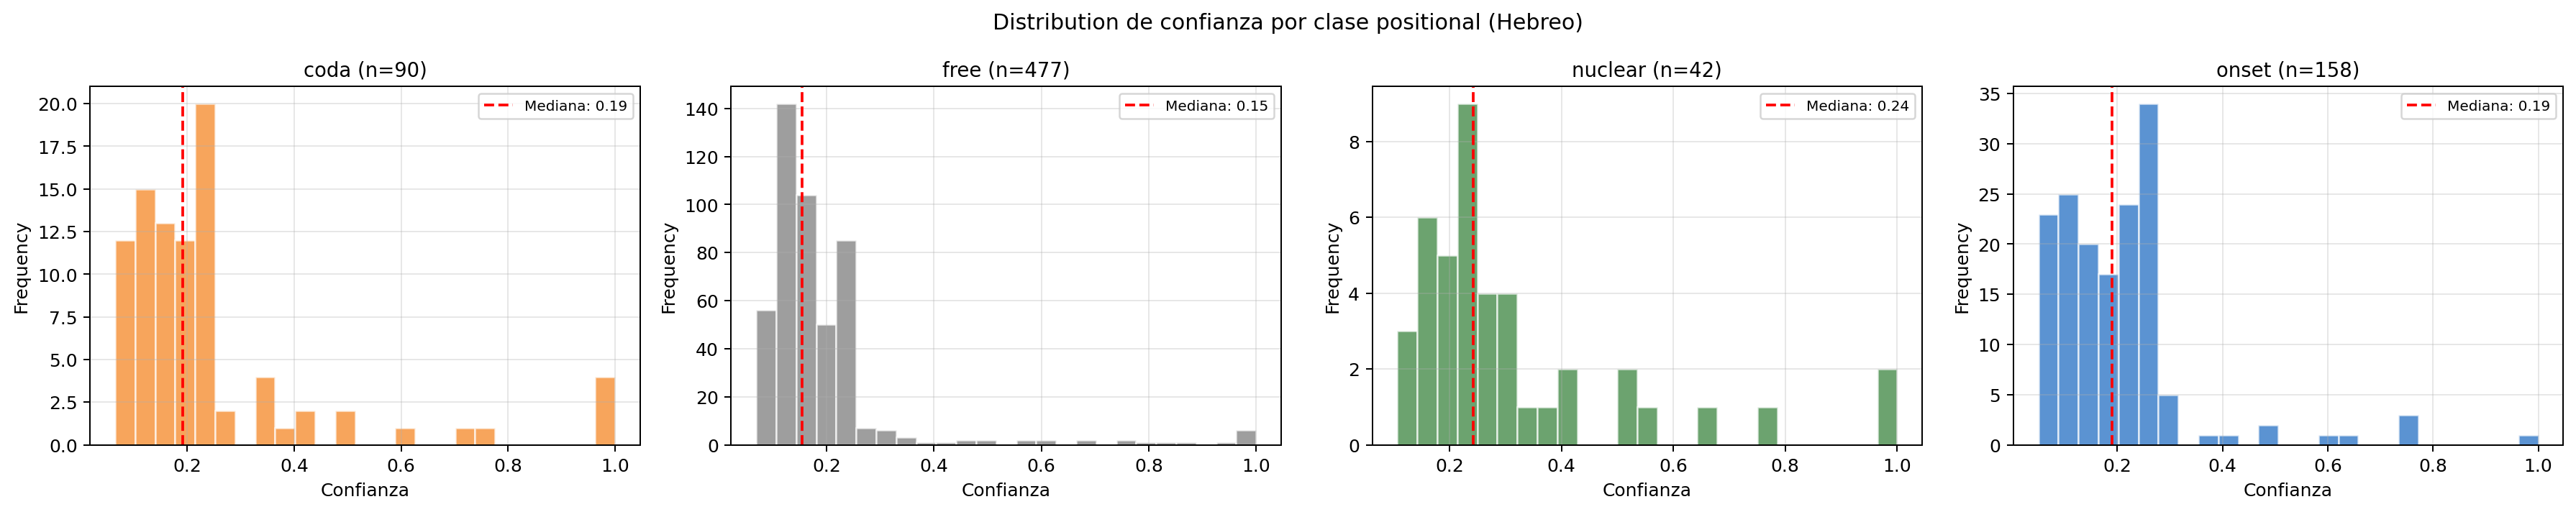 Distribution de confianza por clase positional (Hebreo)
coda (n=90)
Mediana: 0.19
20.0
17.5
15.0
12.5
10.0
7.5
5.0
2.5
0.0
Frequency
0.2 0.4 0.6 0.8 1.0
Confianza
free (n=477)
Mediana: 0.15
140
120
100
80
60
40
20
0
Frequency
0.2 0.4 0.6 0.8 1.0
Confianza
nuclear (n=42)
Mediana: 0.24
8
6
4
2
0
Frequency
0.2 0.4 0.6 0.8 1.0
Confianza
onset (n=158)
Mediana: 0.19
35
30
25
20
15
10
5
0
Frequency
0.2 0.4 0.6 0.8 1.0
Confianza